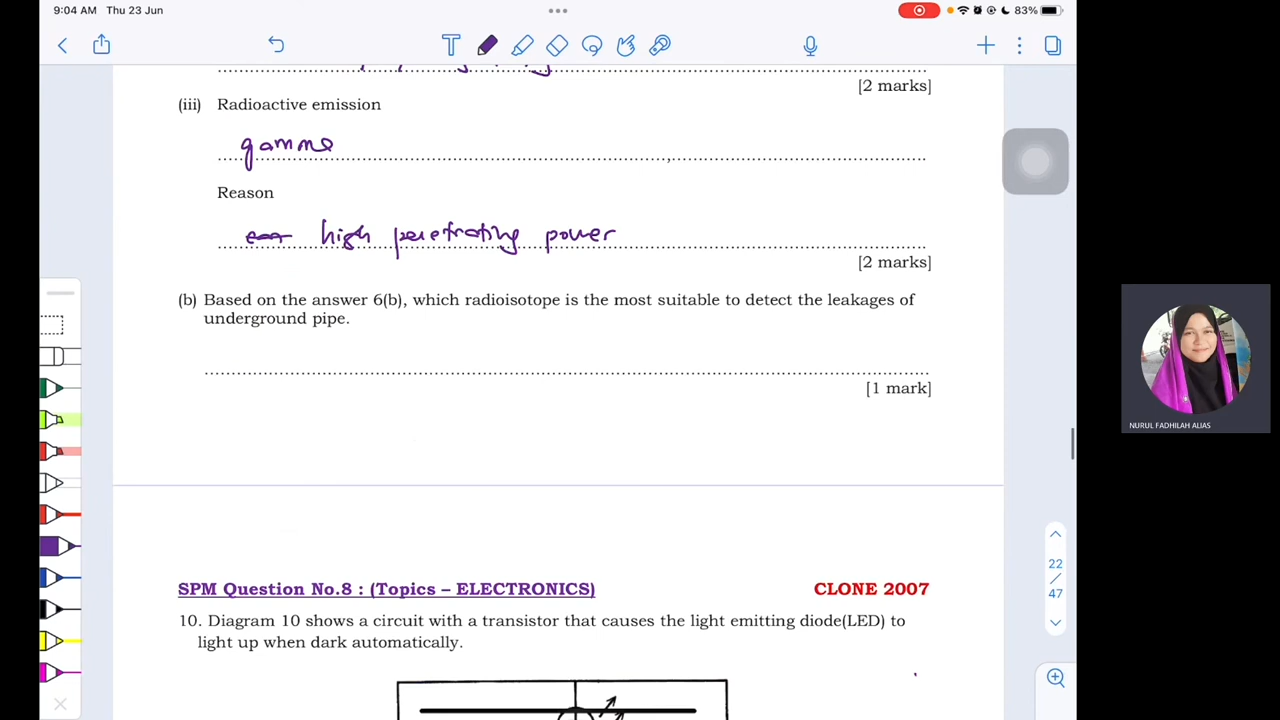 9:04 AM Thu 23 Jun
83%
[2 marks]
(iii) Radioactive emission
gamma
Reason
high penetrating power
[2 marks]
(b) Based on the answer 6(b), which radioisotope is the most suitable to detect the leakages of
underground pipe.
[1 mark]
NURUL FADHILAH ALIAS
22
/
47
SPM Question No.8 : (Topics – ELECTRONICS) CLONE 2007
10. Diagram 10 shows a circuit with a transistor that causes the light emitting diode(LED) to
light up when dark automatically.